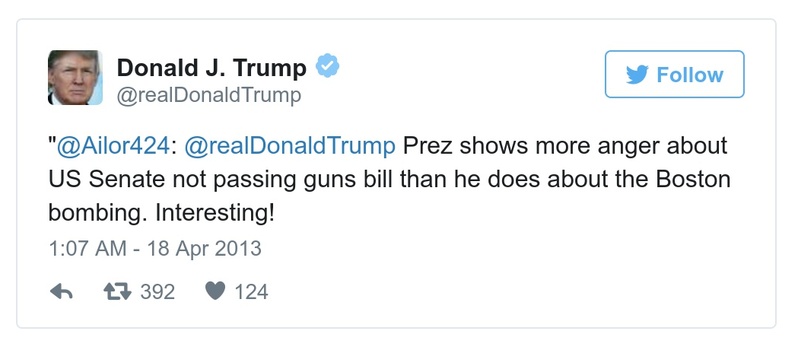 Donald J. Trump
Follow
@realDonaldTrump
"@Ailor424: @realDonaldTrump Prez shows more anger about
US Senate not passing guns bill than he does about the Boston
bombing. Interesting!
1:07 AM - 18 Apr 2013
392 124